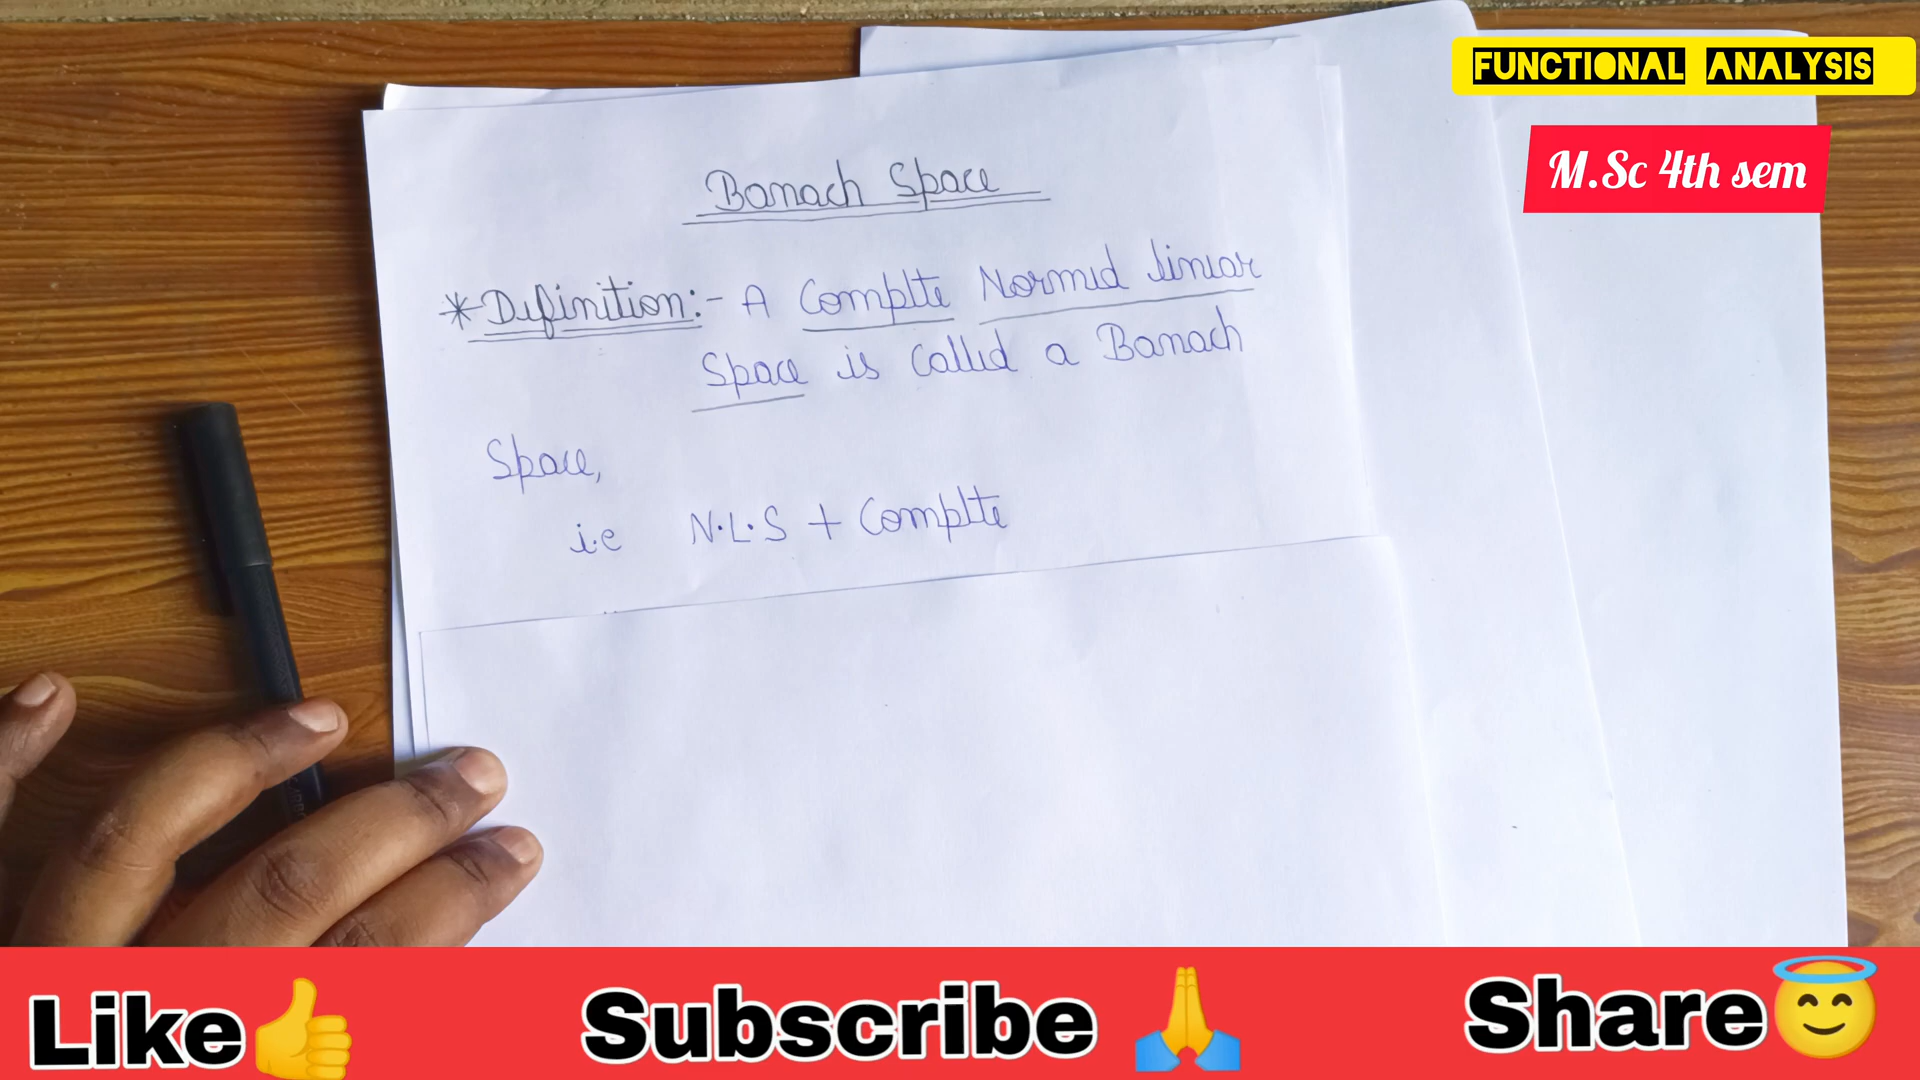 FUNCTIONAL ANALYSIS
M.Sc 4th sem
Banach Space
* Definition:- A Complete Normed linear
Space is Called a Banach
Space,
i.e N.L.S + Complete
Like👍 Subscribe 🙏 Share😇